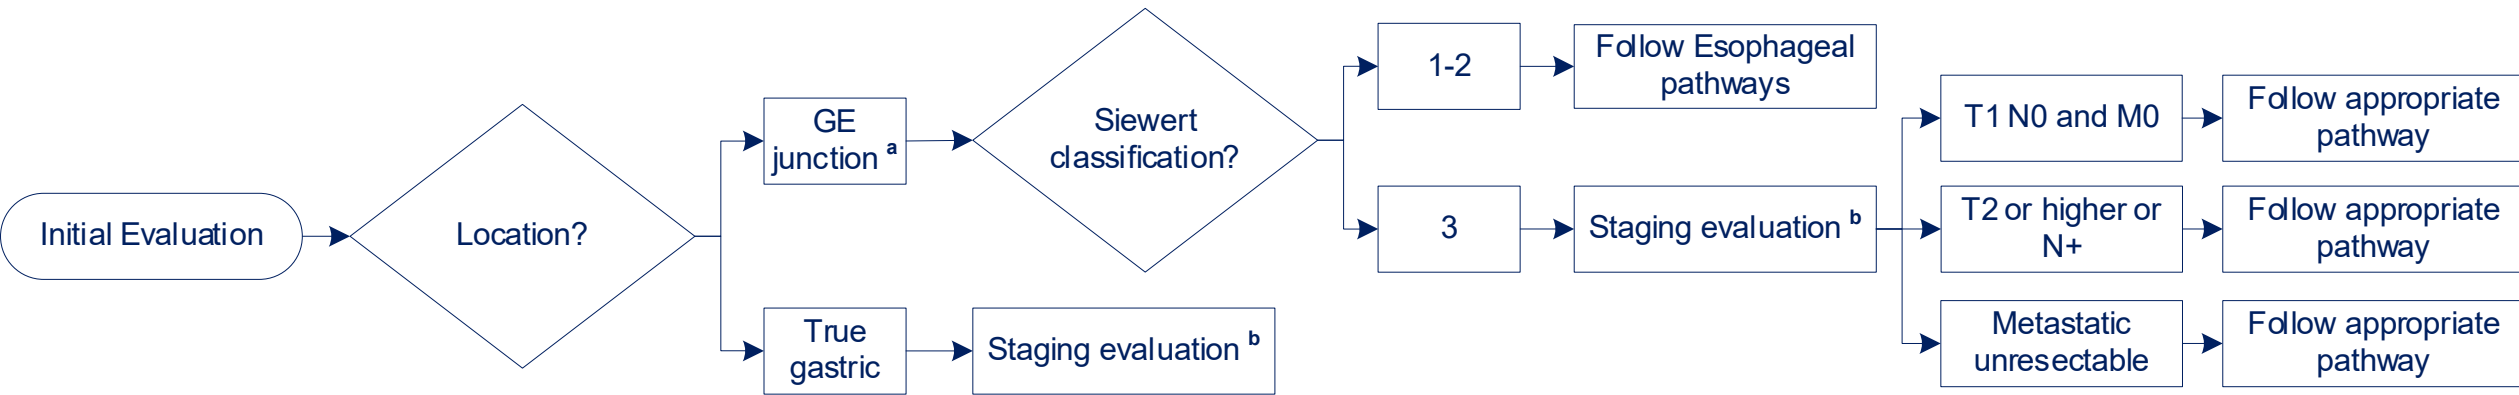 Initial Evaluation
Location?
GE
junction a
True
gastric
Siewert
classification?
Staging evaluation b
1-2
Follow Esophageal
pathways
3
Staging evaluation b
T1 N0 and M0
Follow appropriate
pathway
T2 or higher or
N+
Follow appropriate
pathway
Metastatic
unresectable
Follow appropriate
pathway